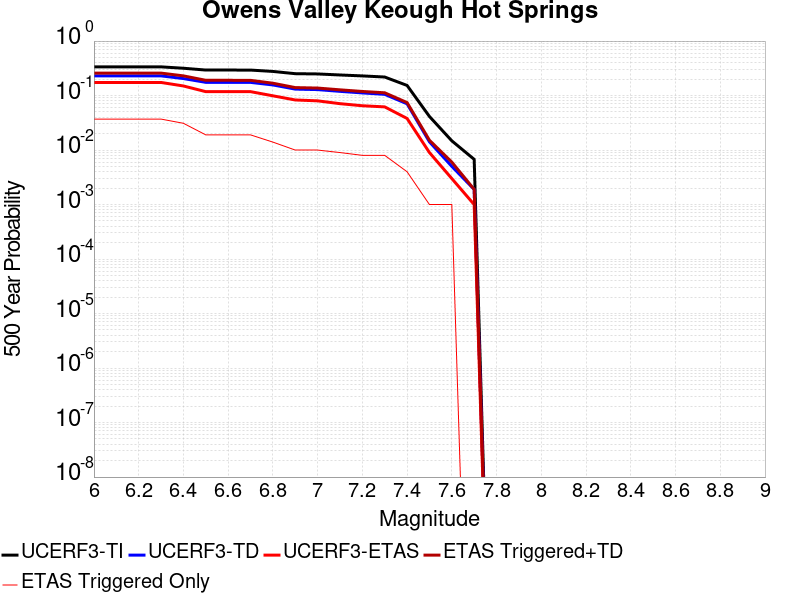 Owens Valley Keough Hot Springs
10^0
10^-1
10^-2
10^-3
10^-4
10^-5
10^-6
10^-7
10^-8
500 Year Probability
6 6.2 6.4 6.6 6.8 7 7.2 7.4 7.6 7.8 8 8.2 8.4 8.6 8.8 9
Magnitude
UCERF3-TI UCERF3-TD UCERF3-ETAS ETAS Triggered+TD
ETAS Triggered Only